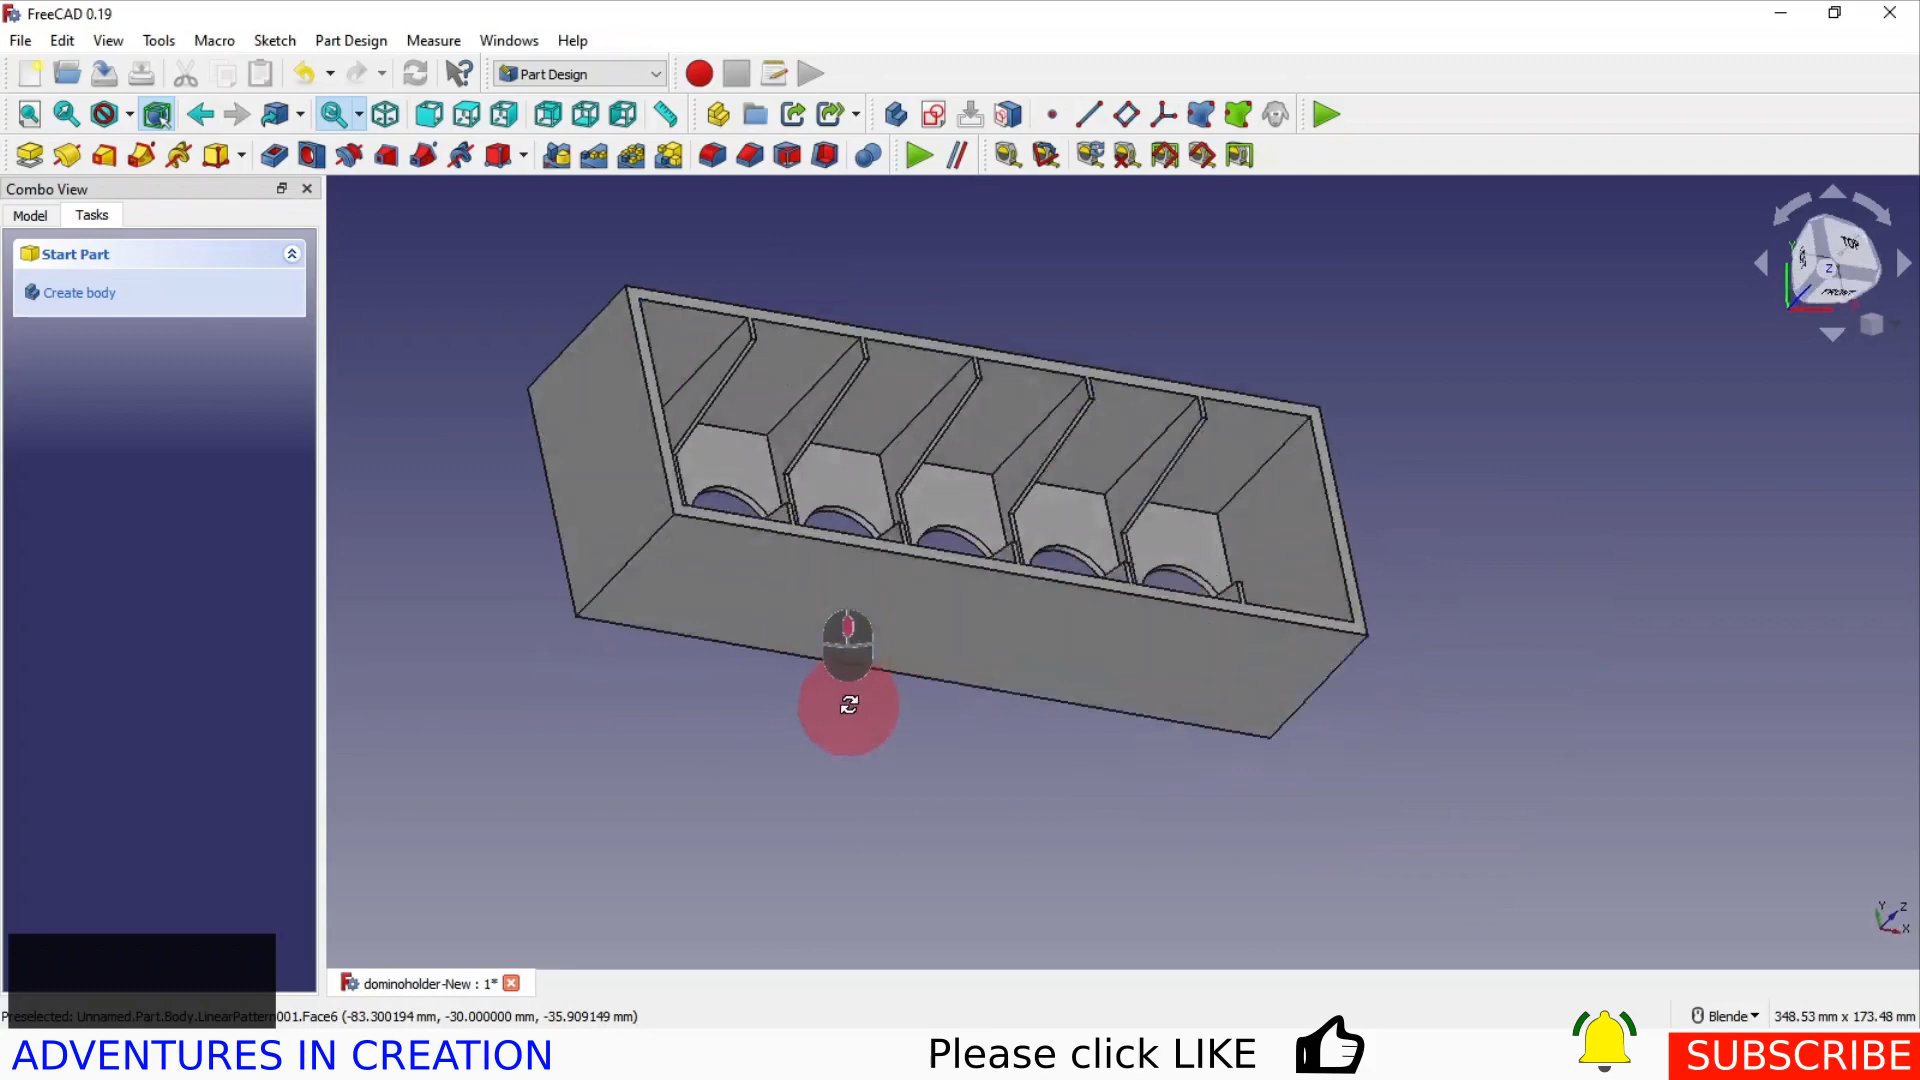 FreeCAD 0.19
File Edit View Tools Macro Sketch Part Design Measure Windows Help
Part Design
Combo View
Model Tasks
Start Part
Create body
TOP
FRONT
Z
Y Z
X
dominoholder-New : 1*
Preselected: Unnamed.Part.Body.LinearPattern001.Face6 (-83.300194 mm, -30.000000 mm, -35.909149 mm)
Blende
348.53 mm x 173.48 mm
ADVENTURES IN CREATION
Please click LIKE
SUBSCRIBE